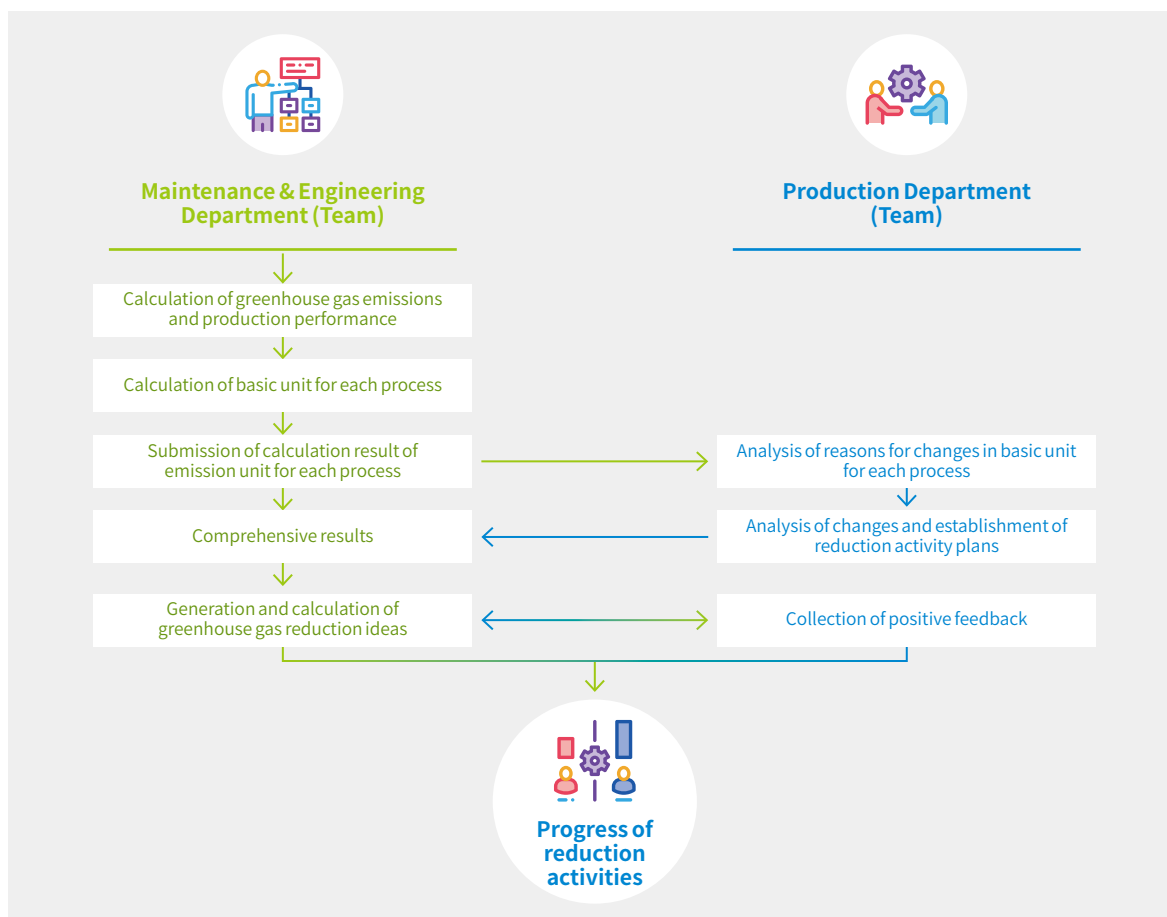 Maintenance & Engineering
Department (Team)
Production Department
(Team)
Calculation of greenhouse gas emissions
and production performance
Calculation of basic unit for each process
Submission of calculation result of
emission unit for each process
Analysis of reasons for changes in basic unit
for each process
Comprehensive results
Analysis of changes and establishment of
reduction activity plans
Generation and calculation of
greenhouse gas reduction ideas
Collection of positive feedback
Progress of
reduction
activities